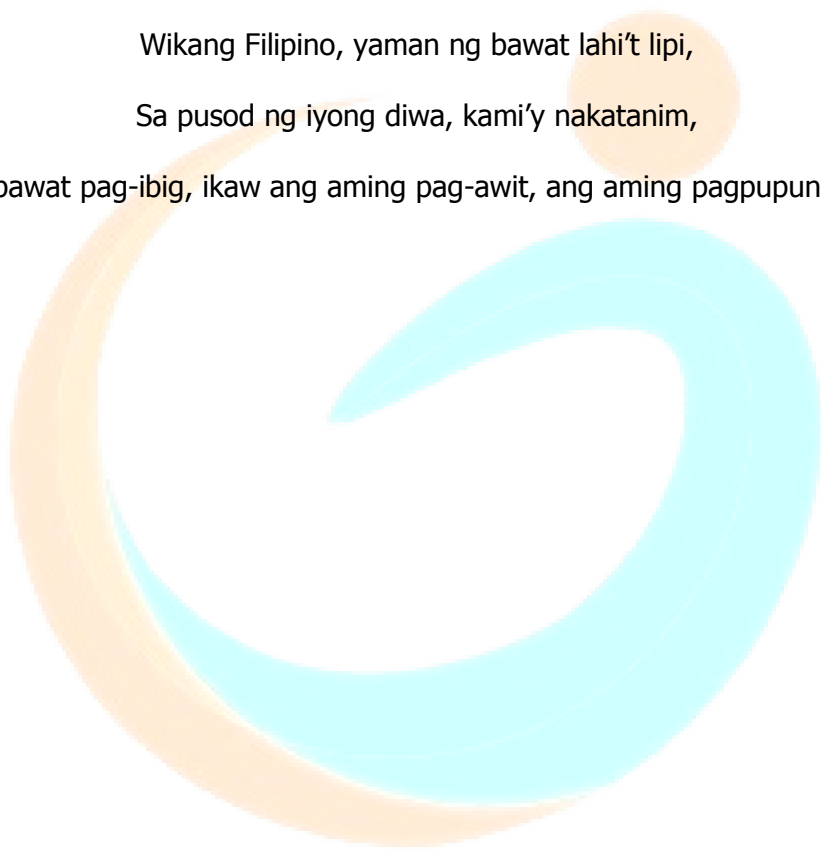 Wikang Filipino, yaman ng bawat lahi’t lipi,
Sa pusod ng iyong diwa, kami’y nakatanim,
bawat pag-ibig, ikaw ang aming pag-awit, ang aming